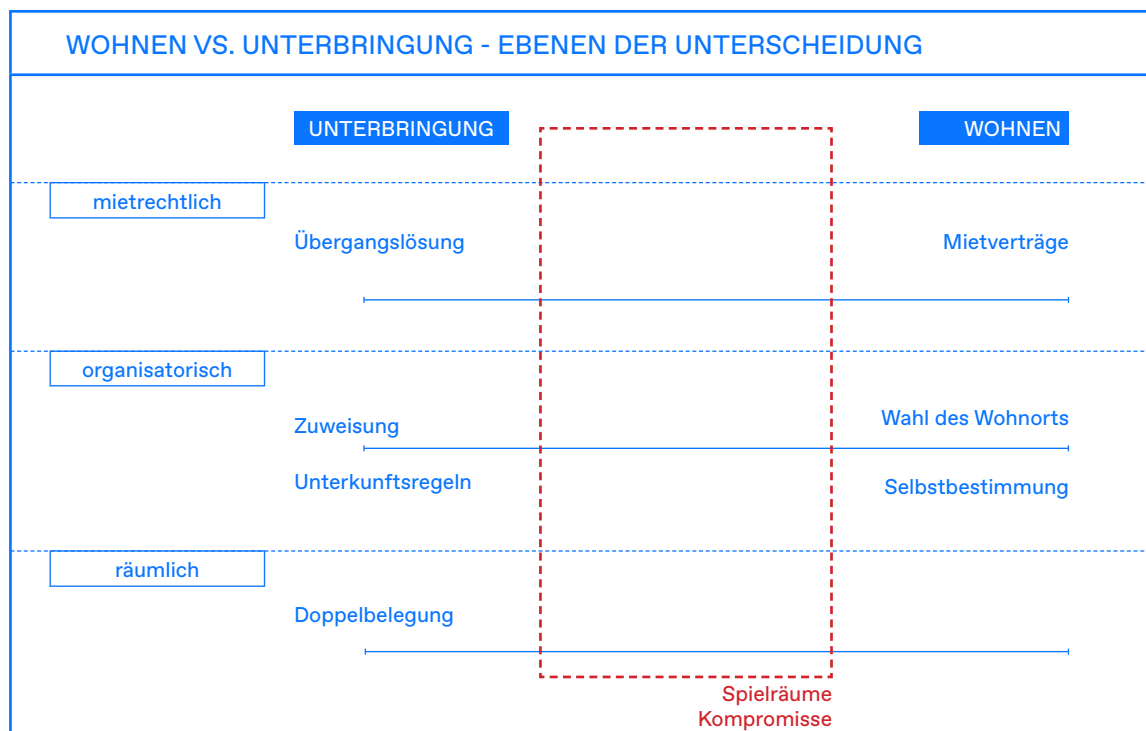 WOHNEN VS. UNTERBRINGUNG - EBENEN DER UNTERSCHEIDUNG
UNTERBRINGUNG
WOHNEN
mietrechtlich
Übergangslösung
Mietverträge
organisatorisch
Zuweisung
Wahl des Wohnorts
Unterkunftsregeln
Selbstbestimmung
räumlich
Doppelbelegung
Spielräume
Kompromisse